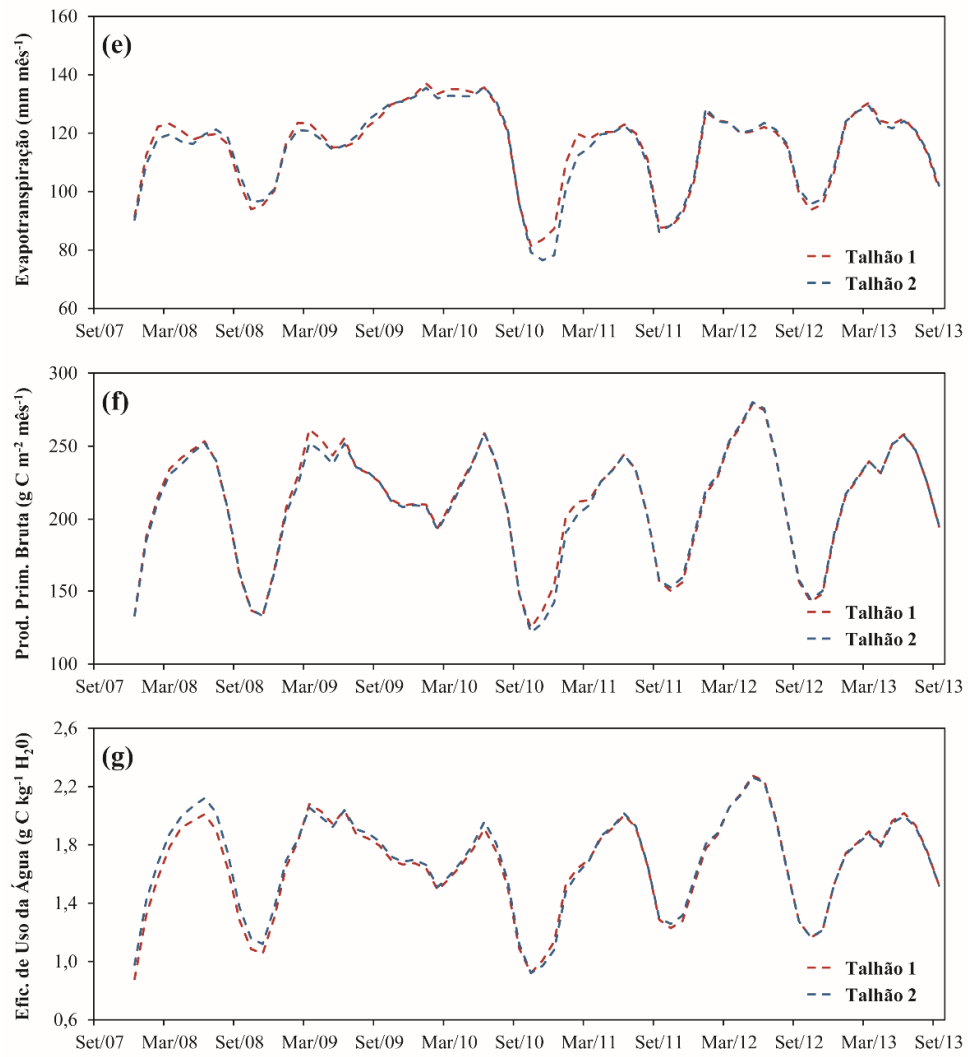 160
(e)
140
120
100
80
60
Evapotranspiração (mm mês⁻¹)
Talhão 1
Talhão 2
Set/07 Mar/08 Set/08 Mar/09 Set/09 Mar/10 Set/10 Mar/11 Set/11 Mar/12 Set/12 Mar/13 Set/13
300
(f)
250
200
150
100
Prod. Prim. Bruta (g C m⁻² mês⁻¹)
Talhão 1
Talhão 2
Set/07 Mar/08 Set/08 Mar/09 Set/09 Mar/10 Set/10 Mar/11 Set/11 Mar/12 Set/12 Mar/13 Set/13
2,6
(g)
2,2
1,8
1,4
1,0
0,6
Efic. de Uso da Água (g C kg⁻¹ H₂0)
Talhão 1
Talhão 2
Set/07 Mar/08 Set/08 Mar/09 Set/09 Mar/10 Set/10 Mar/11 Set/11 Mar/12 Set/12 Mar/13 Set/13